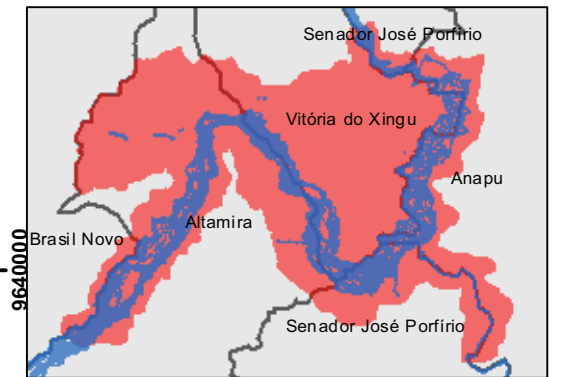 Senador José Porfírio
Vitória do Xingu
Anapu
Altamira
Brasil Novo
9640000
Senador José Porfírio